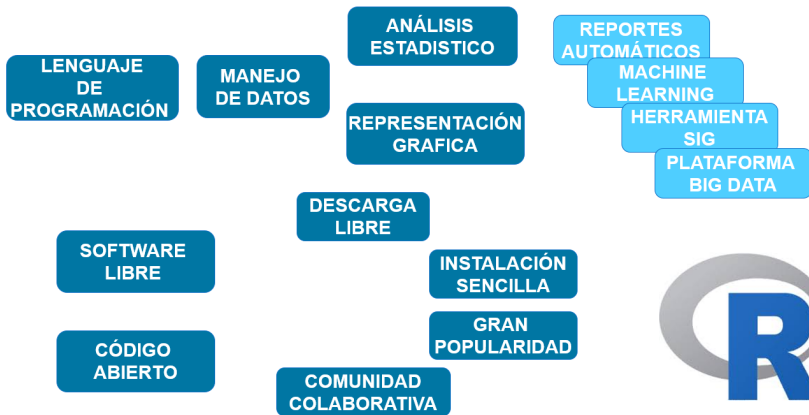 LENGUAJE
DE
PROGRAMACIÓN
MANEJO
DE DATOS
ANÁLISIS
ESTADISTICO
REPRESENTACIÓN
GRAFICA
REPORTES
AUTOMÁTICOS
MACHINE
LEARNING
HERRAMIENTA
SIG
PLATAFORMA
BIG DATA
SOFTWARE
LIBRE
CÓDIGO
ABIERTO
DESCARGA
LIBRE
INSTALACIÓN
SENCILLA
GRAN
POPULARIDAD
COMUNIDAD
COLABORATIVA
R